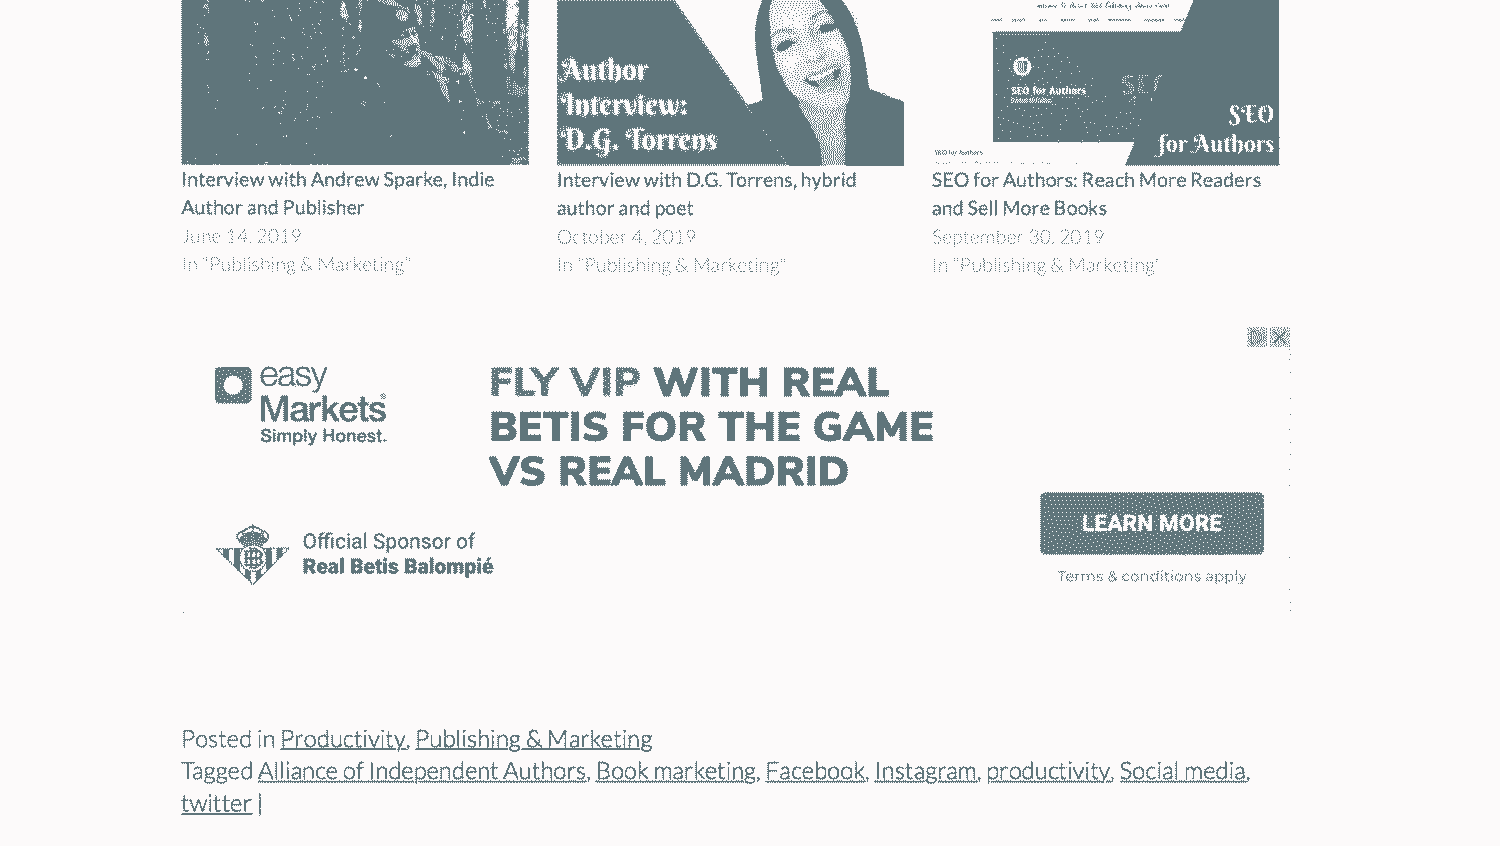 Author
Interview:
D.G. Torrens
SEO for Authors
SEO
for Authors
SEO for Authors
Interview with Andrew Sparke, Indie
Author and Publisher
June 14, 2019
In "Publishing & Marketing"
Interview with D.G. Torrens, hybrid
author and poet
October 4, 2019
In "Publishing & Marketing"
SEO for Authors: Reach More Readers
and Sell More Books
September 30, 2019
In "Publishing & Marketing"
easy
Markets
Simply Honest.
FLY VIP WITH REAL
BETIS FOR THE GAME
VS REAL MADRID
Official Sponsor of
Real Betis Balompié
LEARN MORE
Terms & conditions apply
Posted in Productivity, Publishing & Marketing
Tagged Alliance of Independent Authors, Book marketing, Facebook, Instagram, productivity, Social media,
twitter |